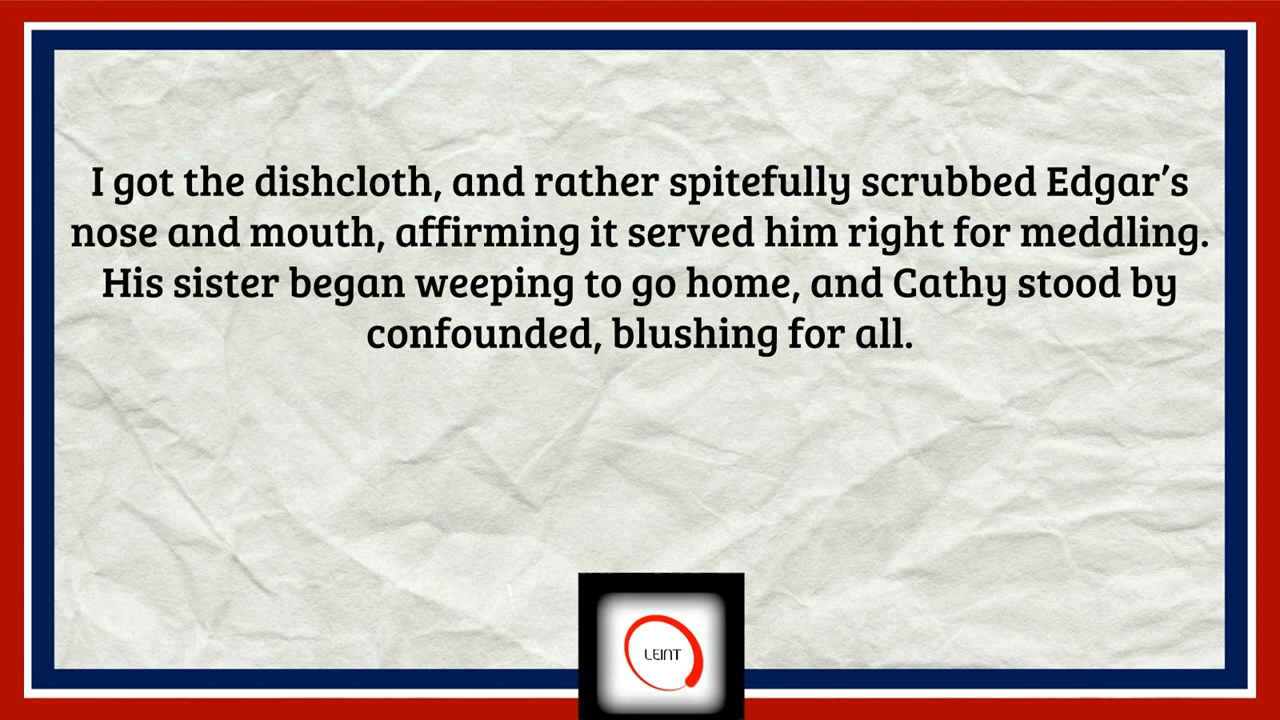 I got the dishcloth, and rather spitefully scrubbed Edgar’s
nose and mouth, affirming it served him right for meddling.
His sister began weeping to go home, and Cathy stood by
confounded, blushing for all.
LEINT